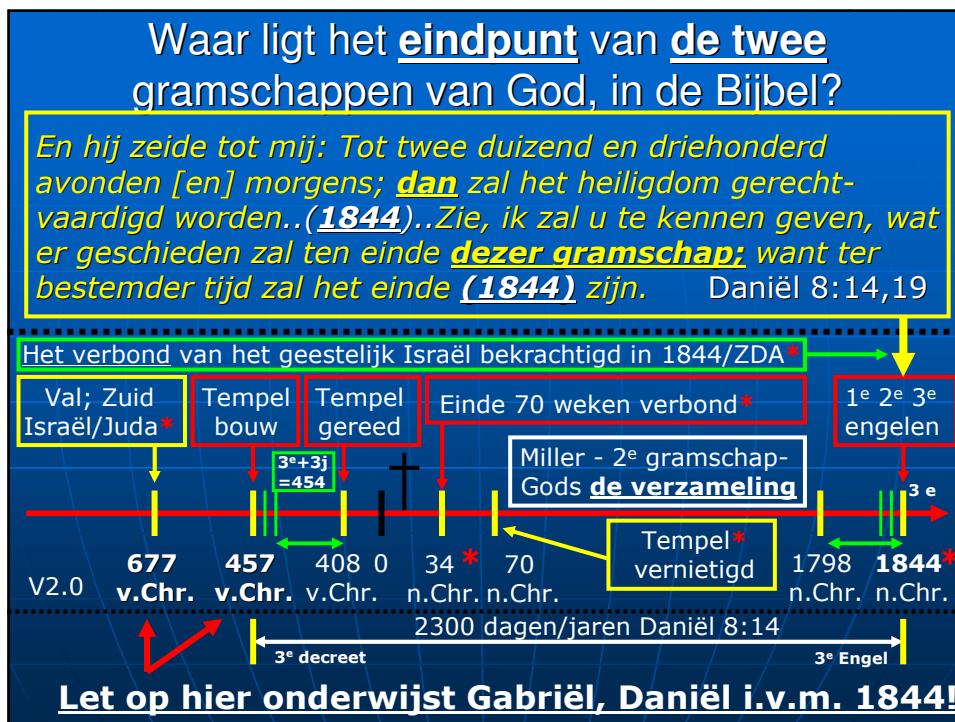 Waar ligt het eindpunt van de twee
gramschappen van God, in de Bijbel?
En hij zeide tot mij: Tot twee duizend en driehonderd
avonden [en] morgens; dan zal het heiligdom gerecht-
vaardigd worden..(1844)..Zie, ik zal u te kennen geven, wat
er geschieden zal ten einde dezer gramschap; want ter
bestemder tijd zal het einde (1844) zijn. Daniël 8:14,19
Het verbond van het geestelijk Israël bekrachtigd in 1844/ZDA*
Val; Zuid
Israël/Juda*
Tempel
bouw
Tempel
gereed
Einde 70 weken verbond*
1e 2e 3e
engelen
3e+3j
=454
Miller - 2e gramschap-
Gods de verzameling
3 e
Tempel*
vernietigd
677
v.Chr.
457
v.Chr.
408
v.Chr.
0
34 *
n.Chr.
70
n.Chr.
1798
n.Chr.
1844*
n.Chr.
V2.0
2300 dagen/jaren Daniël 8:14
3e decreet
3e Engel
Let op hier onderwijst Gabriël, Daniël i.v.m. 1844!